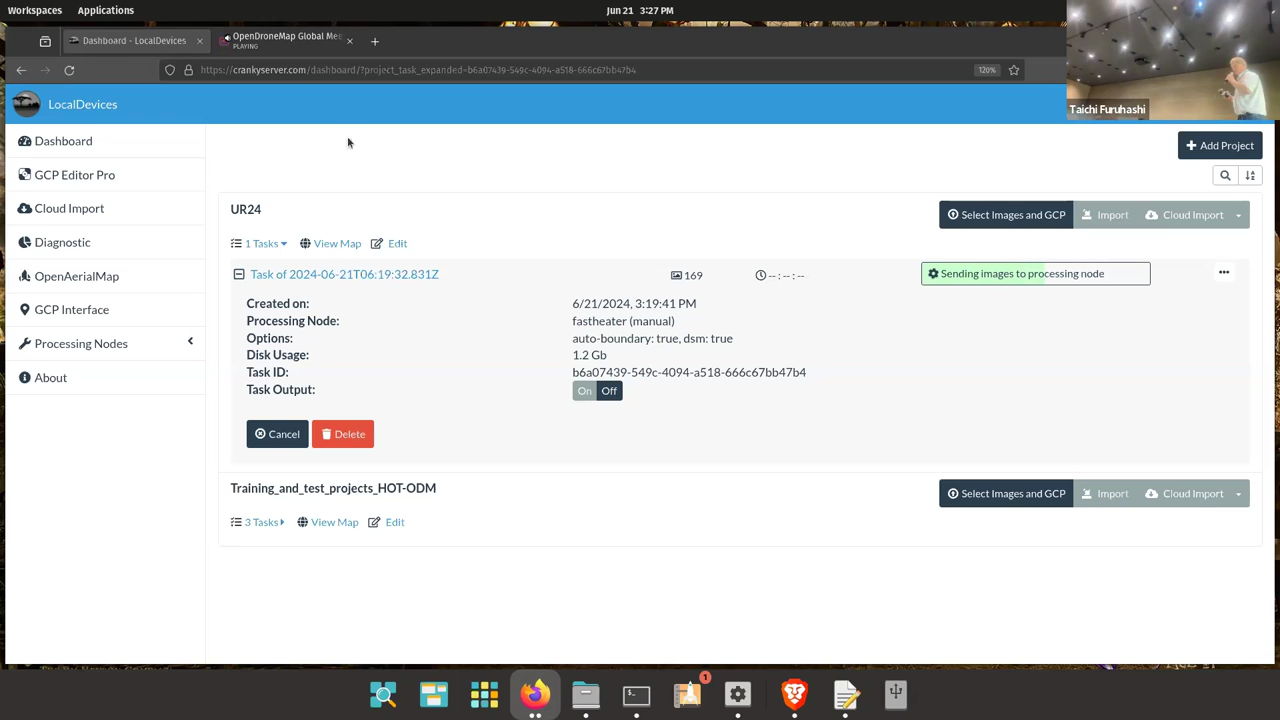 Workspaces
Applications
Jun 21 3:27 PM
Dashboard - LocalDevices
OpenDroneMap Global Mee
PLAYING
https://crankyserver.com/dashboard/?project_task_expanded=b6a07439-549c-4094-a518-666c67bb47b4
120%
LocalDevices
Taichi Furuhashi
Dashboard
GCP Editor Pro
Cloud Import
Diagnostic
OpenAerialMap
GCP Interface
Processing Nodes
About
Add Project
UR24
Select Images and GCP
Import
Cloud Import
1 Tasks
View Map
Edit
Task of 2024-06-21T06:19:32.831Z
169
-- : -- : --
Sending images to processing node
Created on: 6/21/2024, 3:19:41 PM
Processing Node: fastheater (manual)
Options: auto-boundary: true, dsm: true
Disk Usage: 1.2 Gb
Task ID: b6a07439-549c-4094-a518-666c67bb47b4
Task Output: On Off
Cancel
Delete
Training_and_test_projects_HOT-ODM
Select Images and GCP
Import
Cloud Import
3 Tasks
View Map
Edit
1